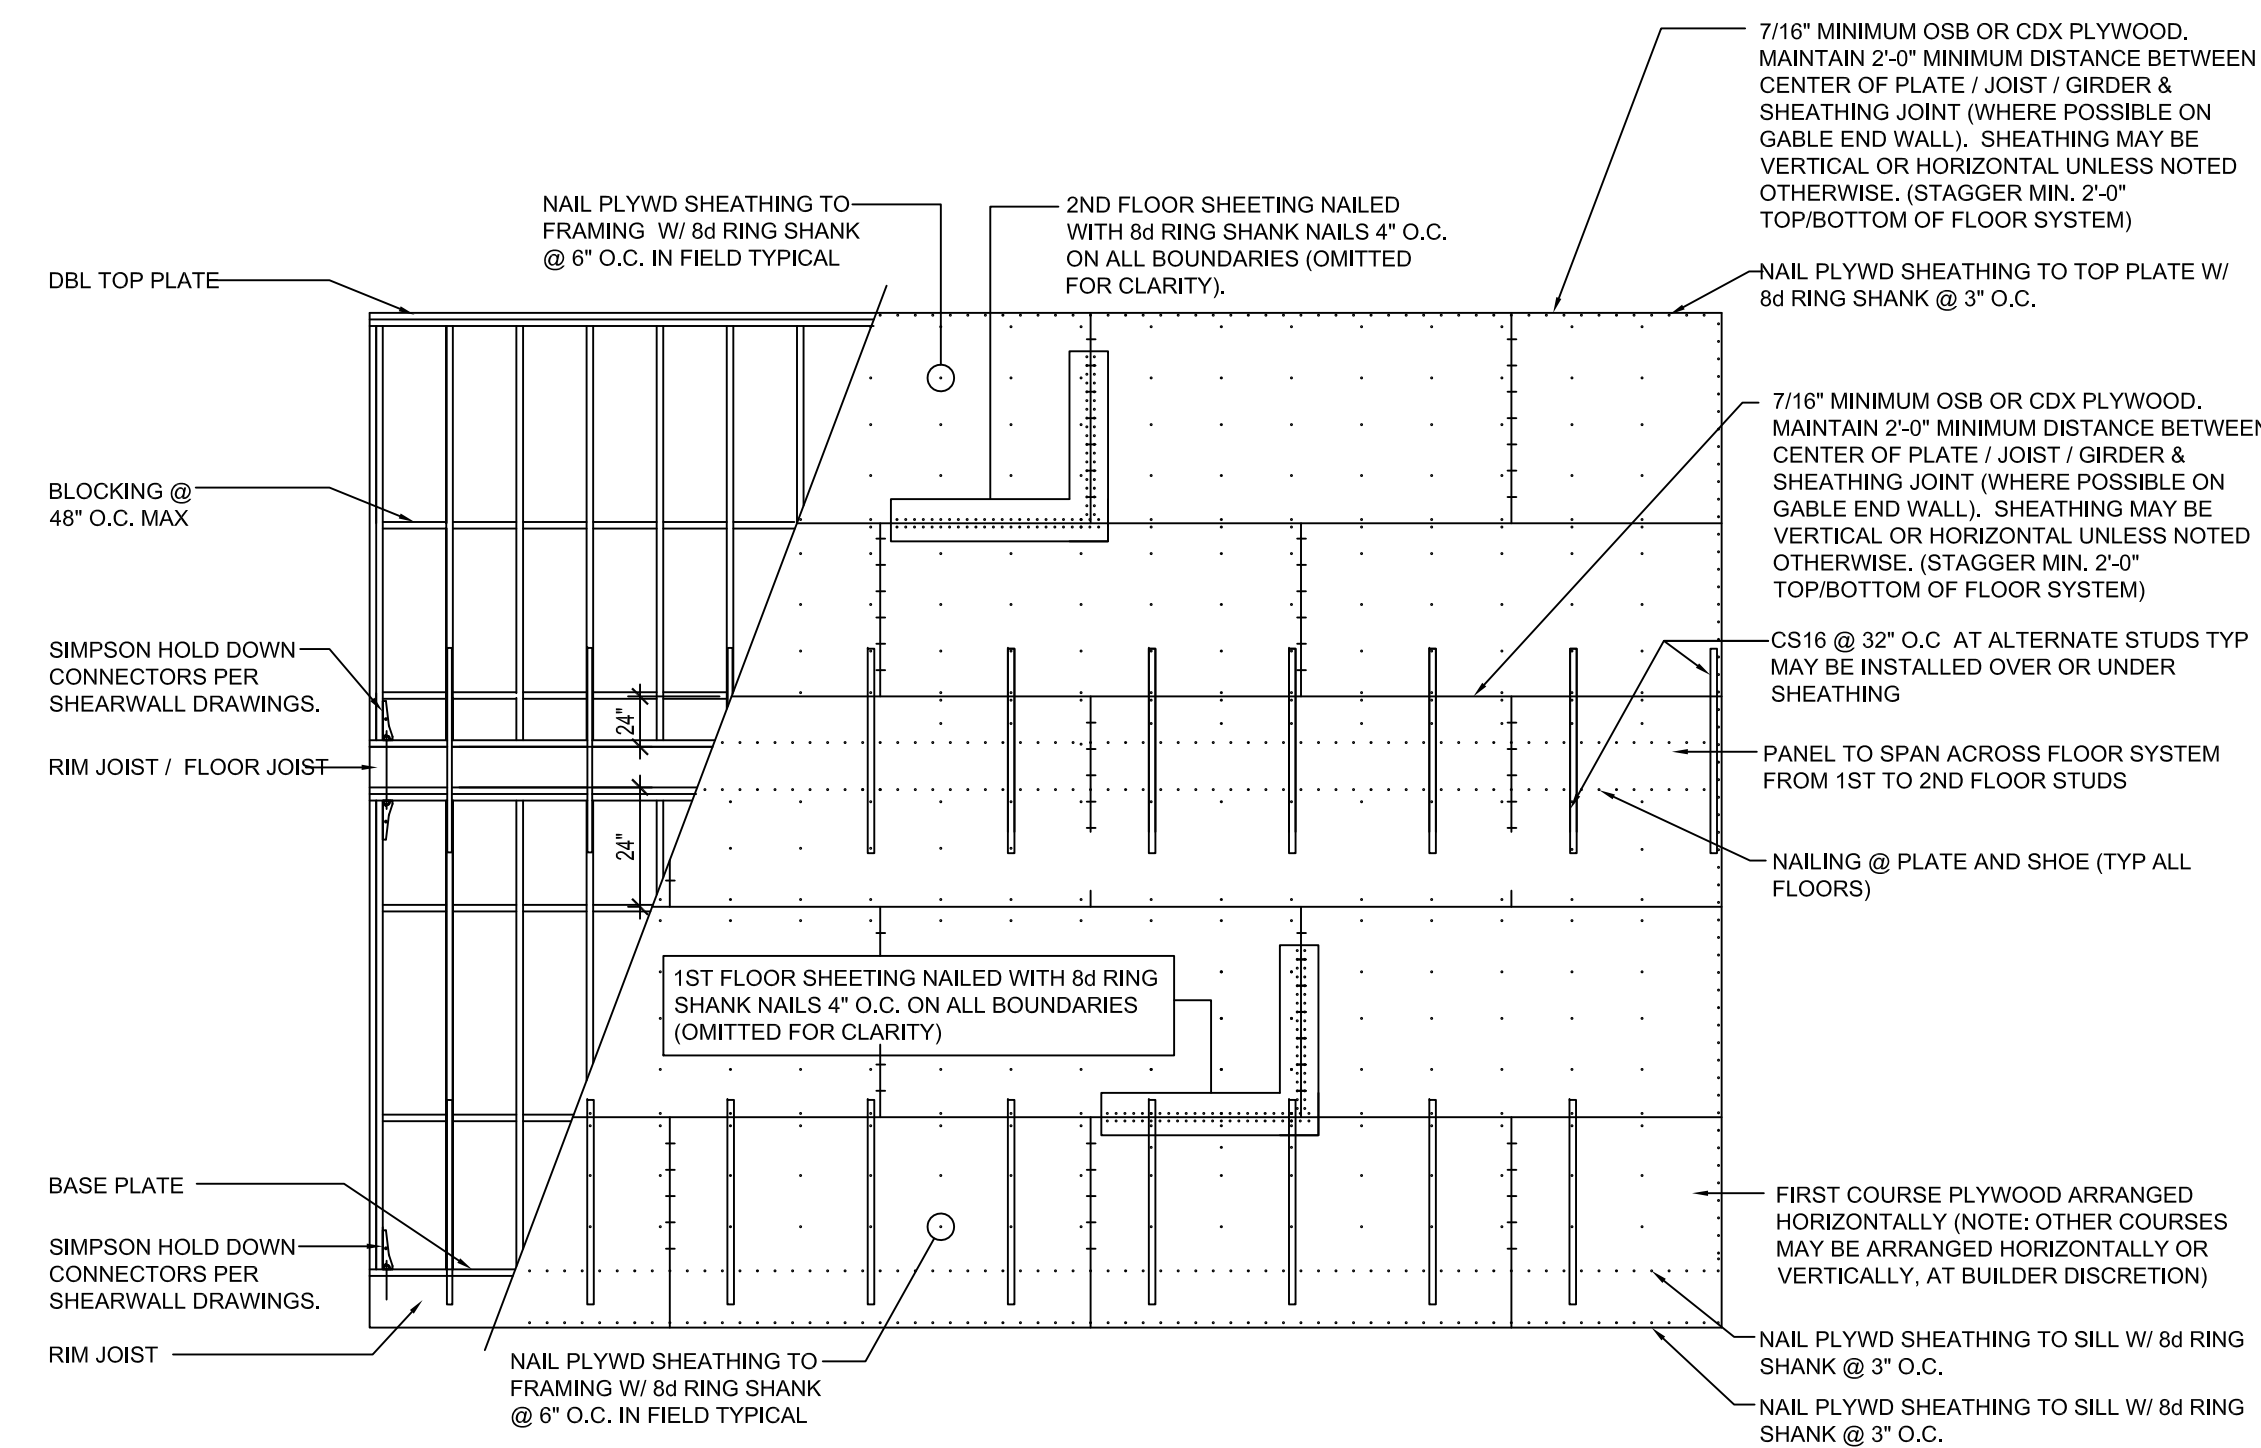 7/16" MINIMUM OSB OR CDX PLYWOOD.
MAINTAIN 2'-0" MINIMUM DISTANCE BETWEEN
CENTER OF PLATE / JOIST / GIRDER &
SHEATHING JOINT (WHERE POSSIBLE ON
GABLE END WALL). SHEATHING MAY BE
VERTICAL OR HORIZONTAL UNLESS NOTED
OTHERWISE. (STAGGER MIN. 2'-0"
TOP/BOTTOM OF FLOOR SYSTEM)
NAIL PLYWD SHEATHING TO
FRAMING W/ 8d RING SHANK
@ 6" O.C. IN FIELD TYPICAL
2ND FLOOR SHEETING NAILED
WITH 8d RING SHANK NAILS 4" O.C.
ON ALL BOUNDARIES (OMITTED
FOR CLARITY).
DBL TOP PLATE
NAIL PLYWD SHEATHING TO TOP PLATE W/
8d RING SHANK @ 3" O.C.
7/16" MINIMUM OSB OR CDX PLYWOOD.
MAINTAIN 2'-0" MINIMUM DISTANCE BETWEEN
CENTER OF PLATE / JOIST / GIRDER &
SHEATHING JOINT (WHERE POSSIBLE ON
GABLE END WALL). SHEATHING MAY BE
VERTICAL OR HORIZONTAL UNLESS NOTED
OTHERWISE. (STAGGER MIN. 2'-0"
TOP/BOTTOM OF FLOOR SYSTEM)
BLOCKING @
48" O.C. MAX
SIMPSON HOLD DOWN
CONNECTORS PER
SHEARWALL DRAWINGS.
CS16 @ 32" O.C AT ALTERNATE STUDS TYP
MAY BE INSTALLED OVER OR UNDER
SHEATHING
24"
RIM JOIST / FLOOR JOIST
PANEL TO SPAN ACROSS FLOOR SYSTEM
FROM 1ST TO 2ND FLOOR STUDS
24"
NAILING @ PLATE AND SHOE (TYP ALL
FLOORS)
1ST FLOOR SHEETING NAILED WITH 8d RING
SHANK NAILS 4" O.C. ON ALL BOUNDARIES
(OMITTED FOR CLARITY)
BASE PLATE
SIMPSON HOLD DOWN
CONNECTORS PER
SHEARWALL DRAWINGS.
FIRST COURSE PLYWOOD ARRANGED
HORIZONTALLY (NOTE: OTHER COURSES
MAY BE ARRANGED HORIZONTALLY OR
VERTICALLY, AT BUILDER DISCRETION)
RIM JOIST
NAIL PLYWD SHEATHING TO
FRAMING W/ 8d RING SHANK
@ 6" O.C. IN FIELD TYPICAL
NAIL PLYWD SHEATHING TO SILL W/ 8d RING
SHANK @ 3" O.C.
NAIL PLYWD SHEATHING TO SILL W/ 8d RING
SHANK @ 3" O.C.